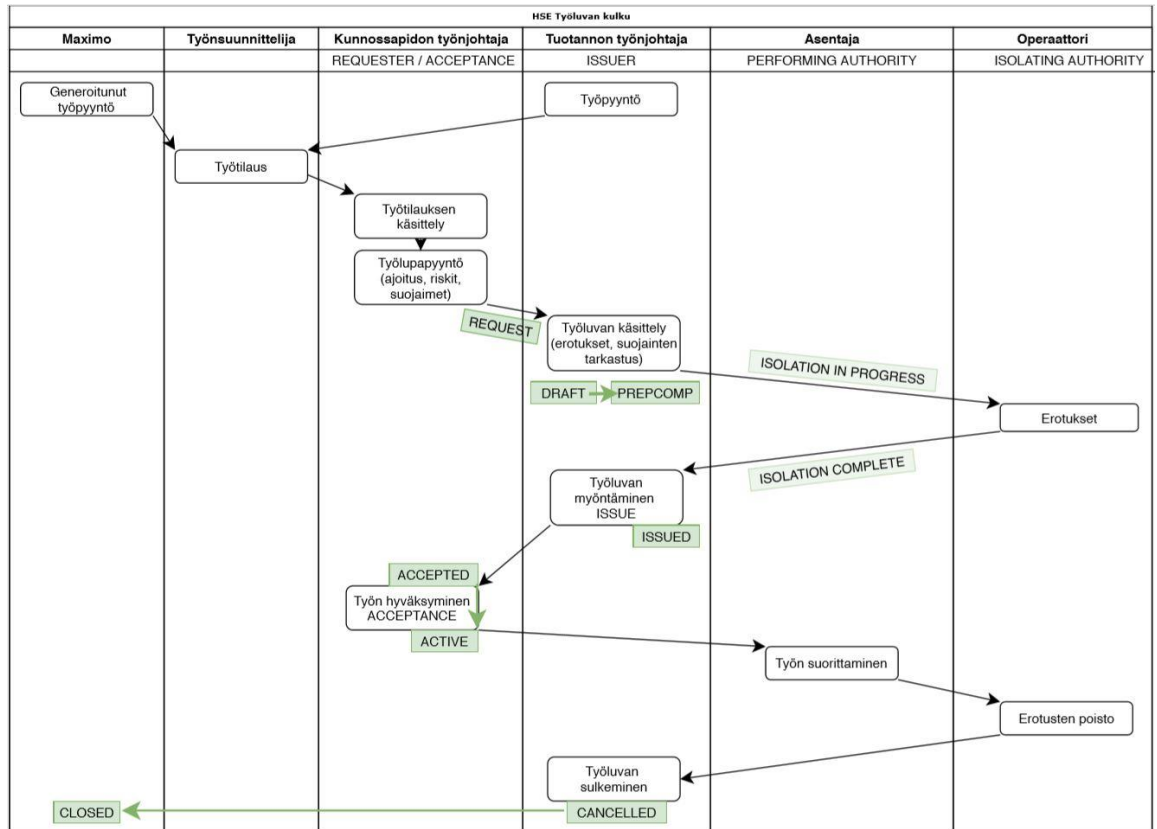 HSE Työluvan kulku
Maximo
Työnsuunnittelija
Kunnossapidon työnjohtaja
Tuotannon työnjohtaja
Asentaja
Operaattori
REQUESTER / ACCEPTANCE
ISSUER
PERFORMING AUTHORITY
ISOLATING AUTHORITY
Generoitunut
työpyyntö
Työpyyntö
Työtilaus
Työtilauksen
käsittely
Työlupapyyntö
(ajoitus, riskit,
suojaimet)
REQUEST
Työluvan käsittely
(erotukset, suojainten
tarkastus)
ISOLATION IN PROGRESS
DRAFT
PREPCOMP
Erotukset
ISOLATION COMPLETE
Työluvan
myöntäminen
ISSUE
ISSUED
ACCEPTED
Työn hyväksyminen
ACCEPTANCE
ACTIVE
Työn suorittaminen
Erotusten poisto
Työluvan
sulkeminen
CLOSED
CANCELLED